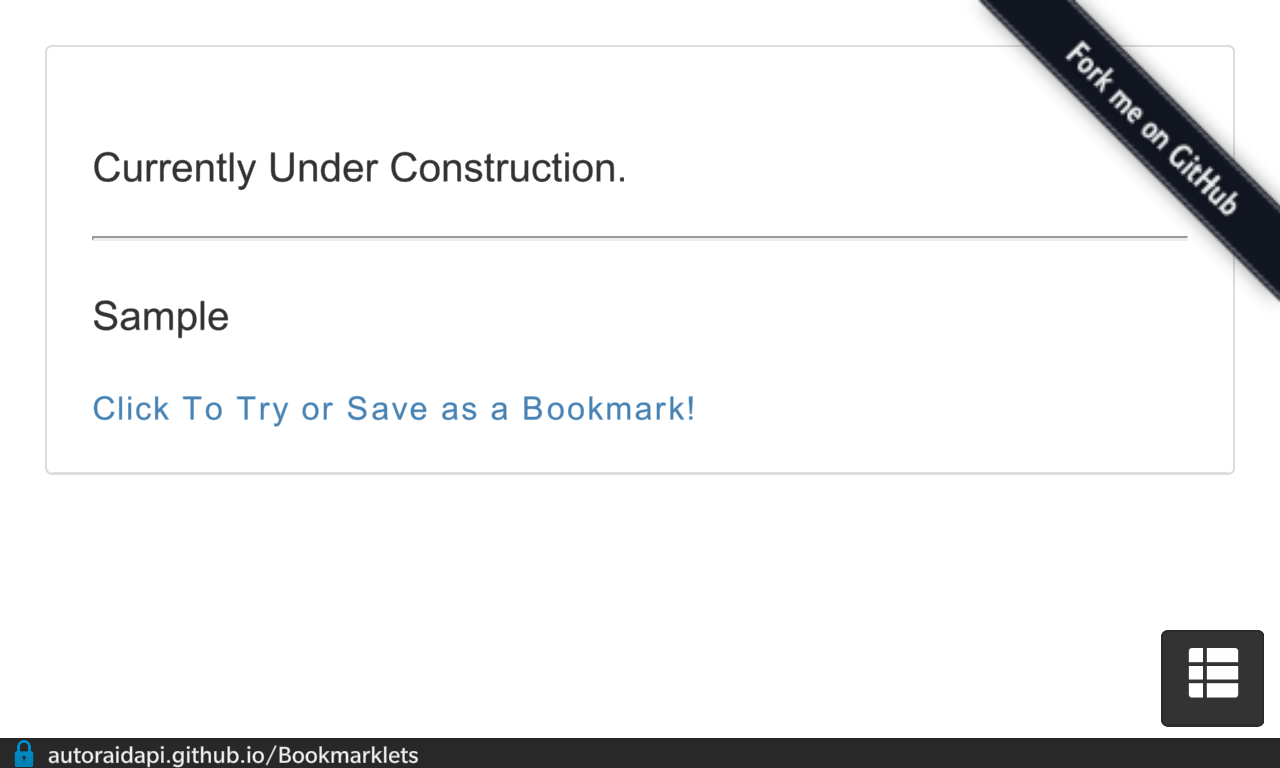 Fork me on GitHub
Currently Under Construction.
Sample
Click To Try or Save as a Bookmark!
autoraidapi.github.io/Bookmarklets